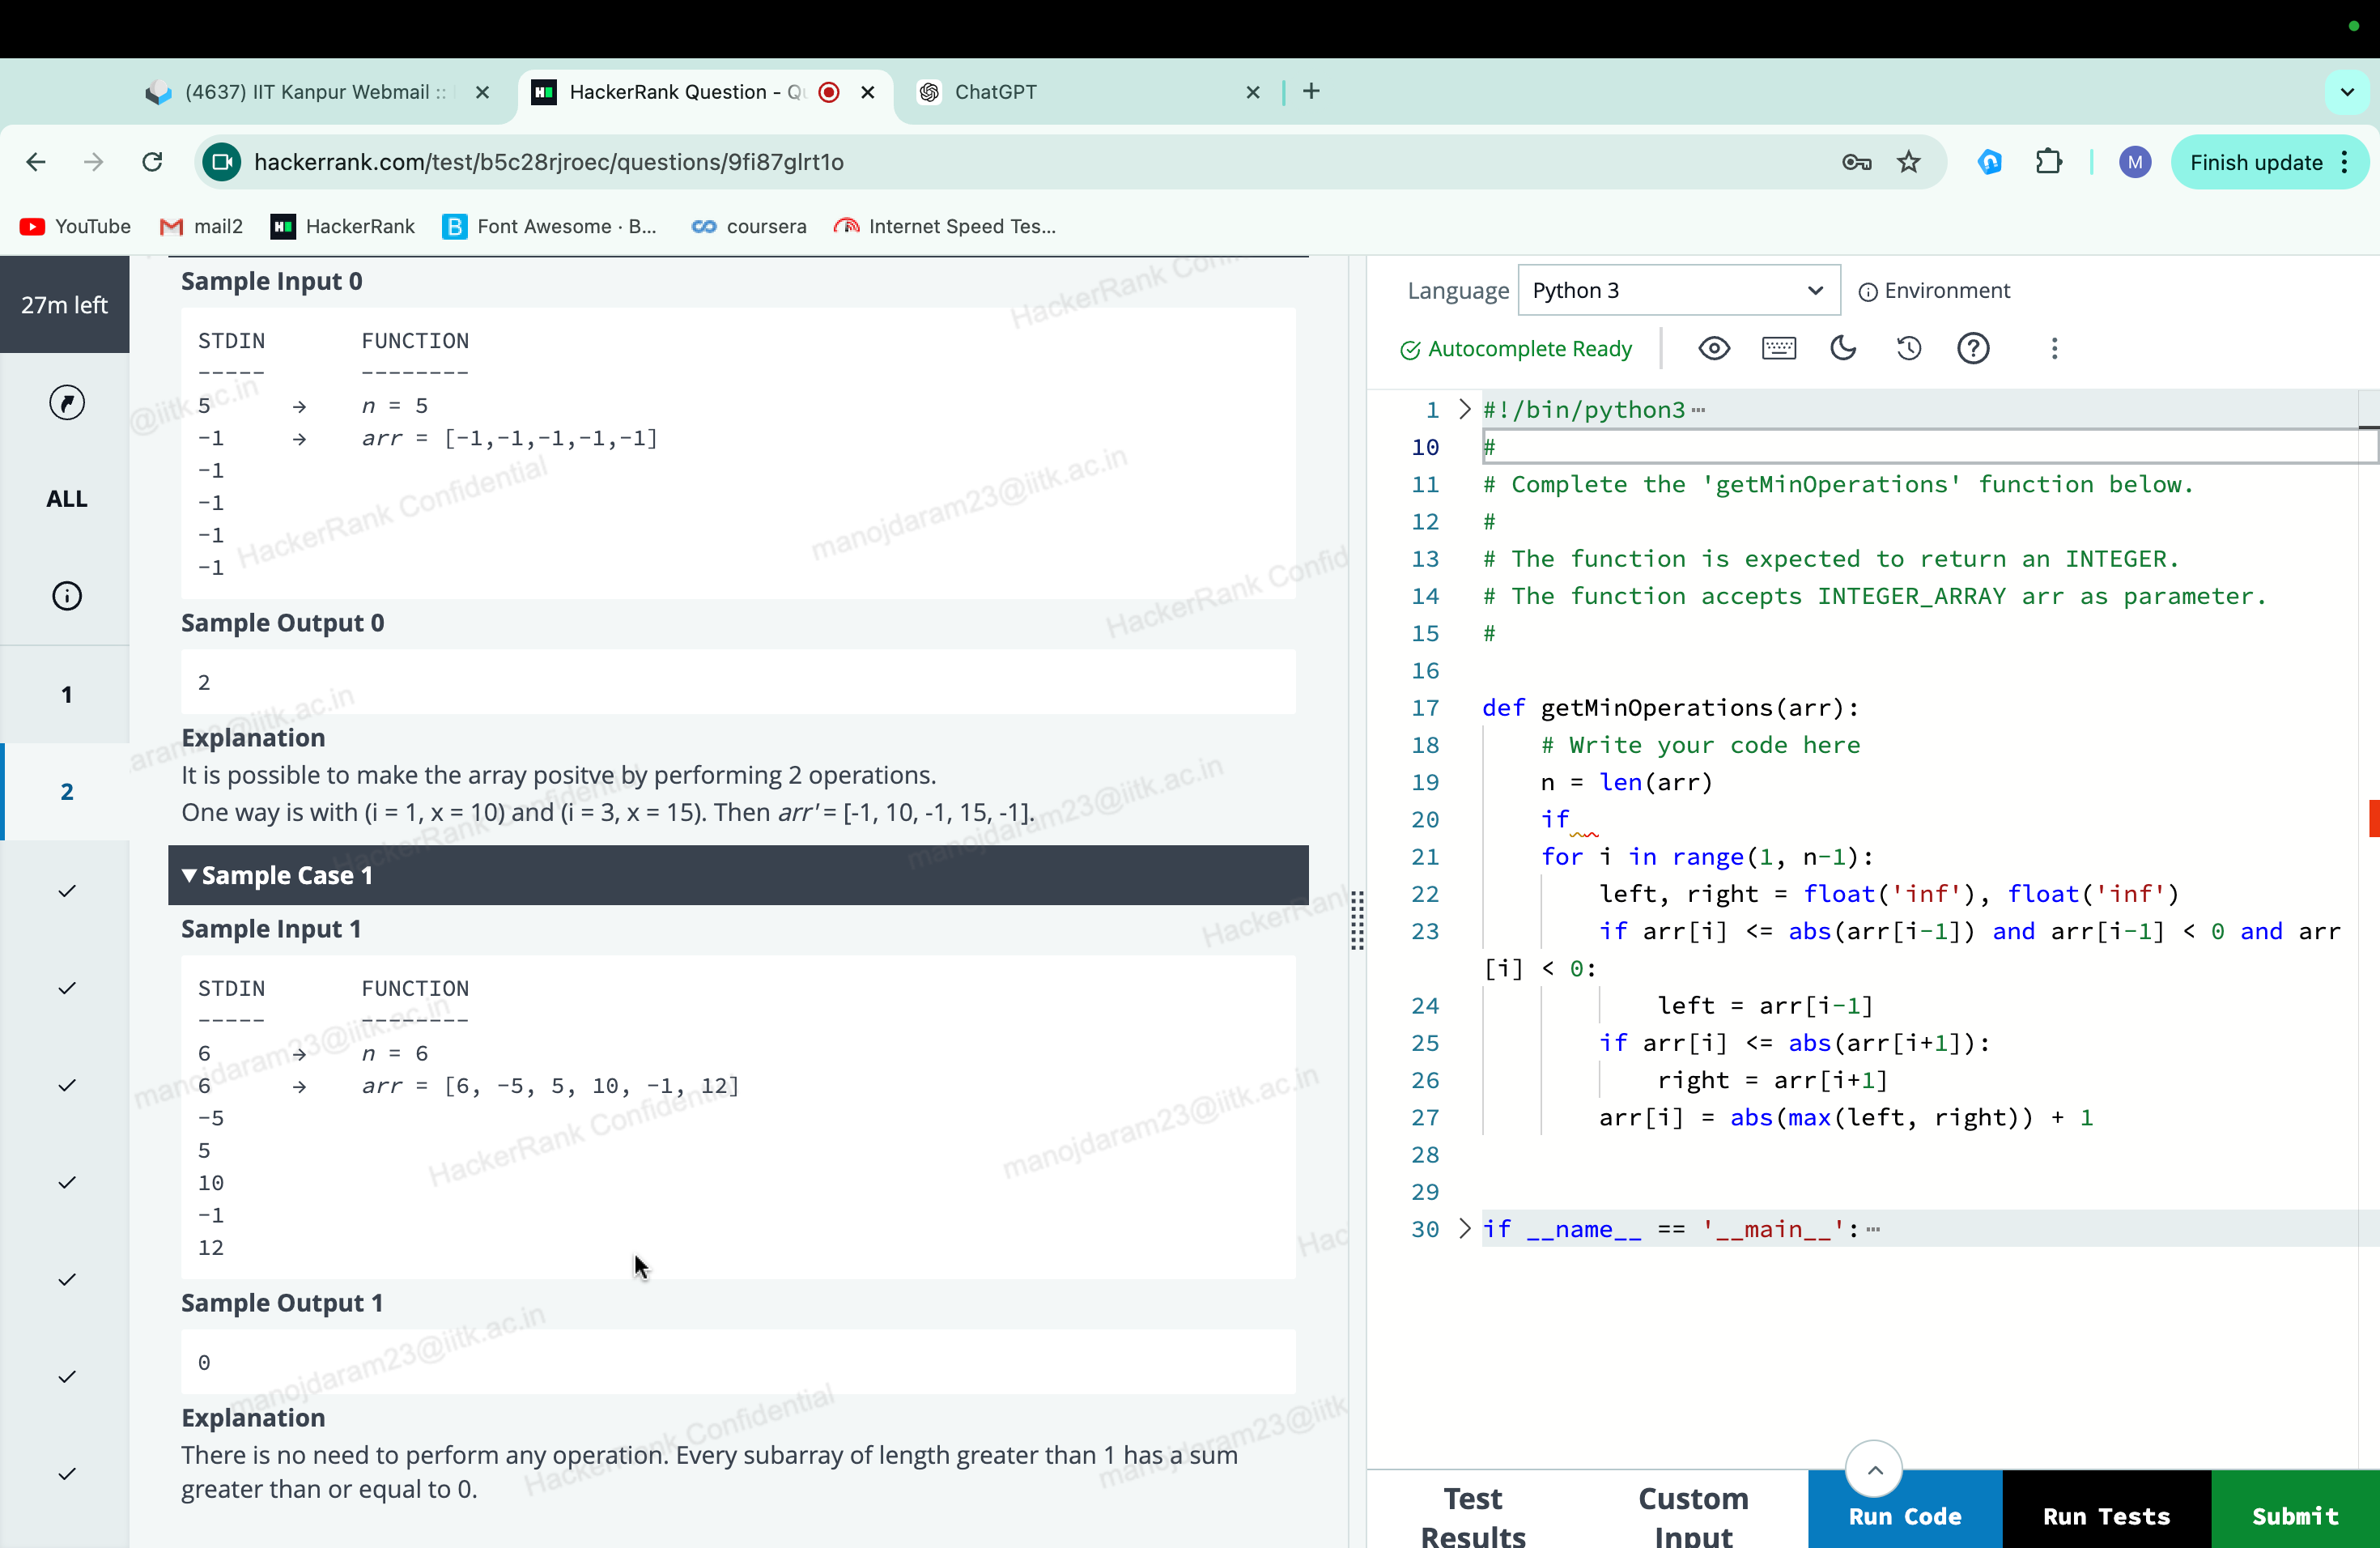 (4637) IIT Kanpur Webmail ::
HackerRank Question - Qu
ChatGPT
hackerrank.com/test/b5c28rjroec/questions/9fi87glrt1o
M
Finish update
YouTube
mail2
HackerRank
Font Awesome · B...
coursera
Internet Speed Tes...
27m left
ALL
1
2
Sample Input 0
STDIN FUNCTION
----- --------
5 → n = 5
-1 → arr = [-1,-1,-1,-1,-1]
-1
-1
-1
-1
Sample Output 0
2
Explanation
It is possible to make the array positve by performing 2 operations.
One way is with (i = 1, x = 10) and (i = 3, x = 15). Then arr' = [-1, 10, -1, 15, -1].
▼ Sample Case 1
Sample Input 1
STDIN FUNCTION
----- --------
6 → n = 6
6 → arr = [6, -5, 5, 10, -1, 12]
-5
5
10
-1
12
Sample Output 1
0
Explanation
There is no need to perform any operation. Every subarray of length greater than 1 has a sum
greater than or equal to 0.
HackerRank Confidential
manojdaram23@iitk.ac.in
Language Python 3 Environment
Autocomplete Ready
1 #!/bin/python3 ...
10 #
11 # Complete the 'getMinOperations' function below.
12 #
13 # The function is expected to return an INTEGER.
14 # The function accepts INTEGER_ARRAY arr as parameter.
15 #
16
17 def getMinOperations(arr):
18     # Write your code here
19     n = len(arr)
20     if
21     for i in range(1, n-1):
22         left, right = float('inf'), float('inf')
23         if arr[i] <= abs(arr[i-1]) and arr[i-1] < 0 and arr
[i] < 0:
24             left = arr[i-1]
25         if arr[i] <= abs(arr[i+1]):
26             right = arr[i+1]
27         arr[i] = abs(max(left, right)) + 1
28
29
30 if __name__ == '__main__': ...
Test Results
Custom Input
Run Code
Run Tests
Submit